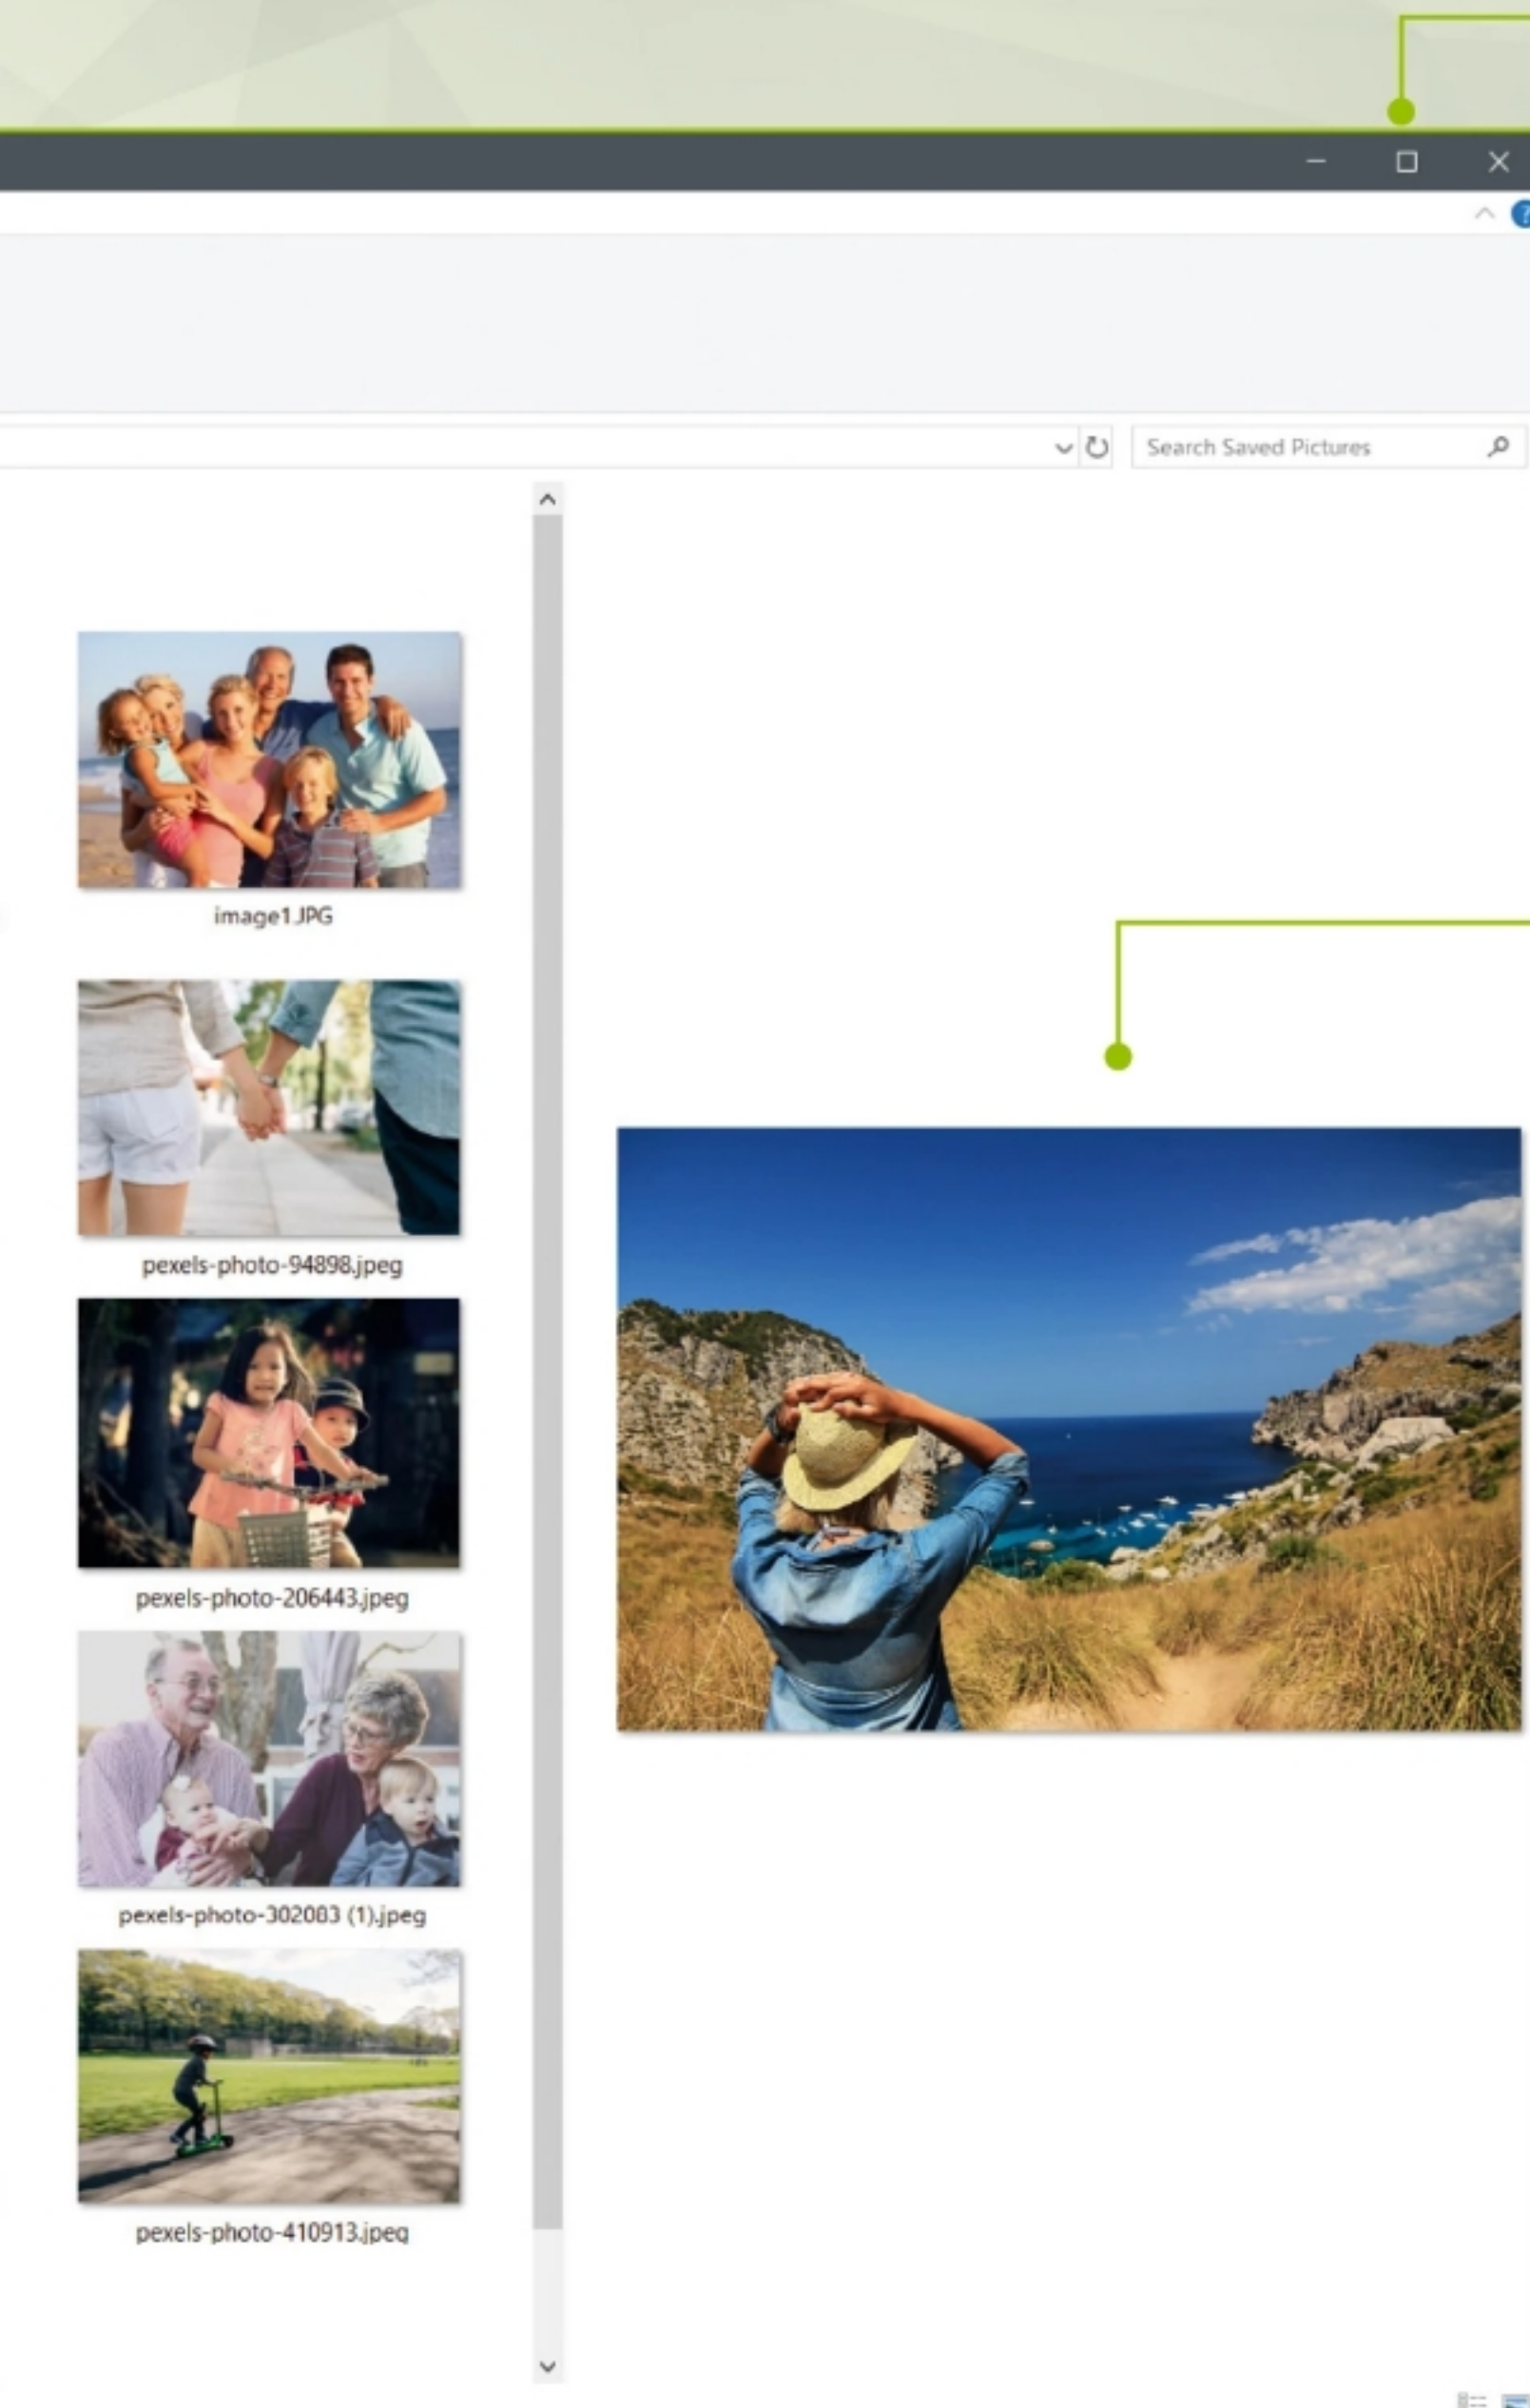 Search Saved Pictures
image1.JPG
pexels-photo-94898.jpeg
pexels-photo-206443.jpeg
pexels-photo-302083 (1).jpeg
pexels-photo-410913.jpeg